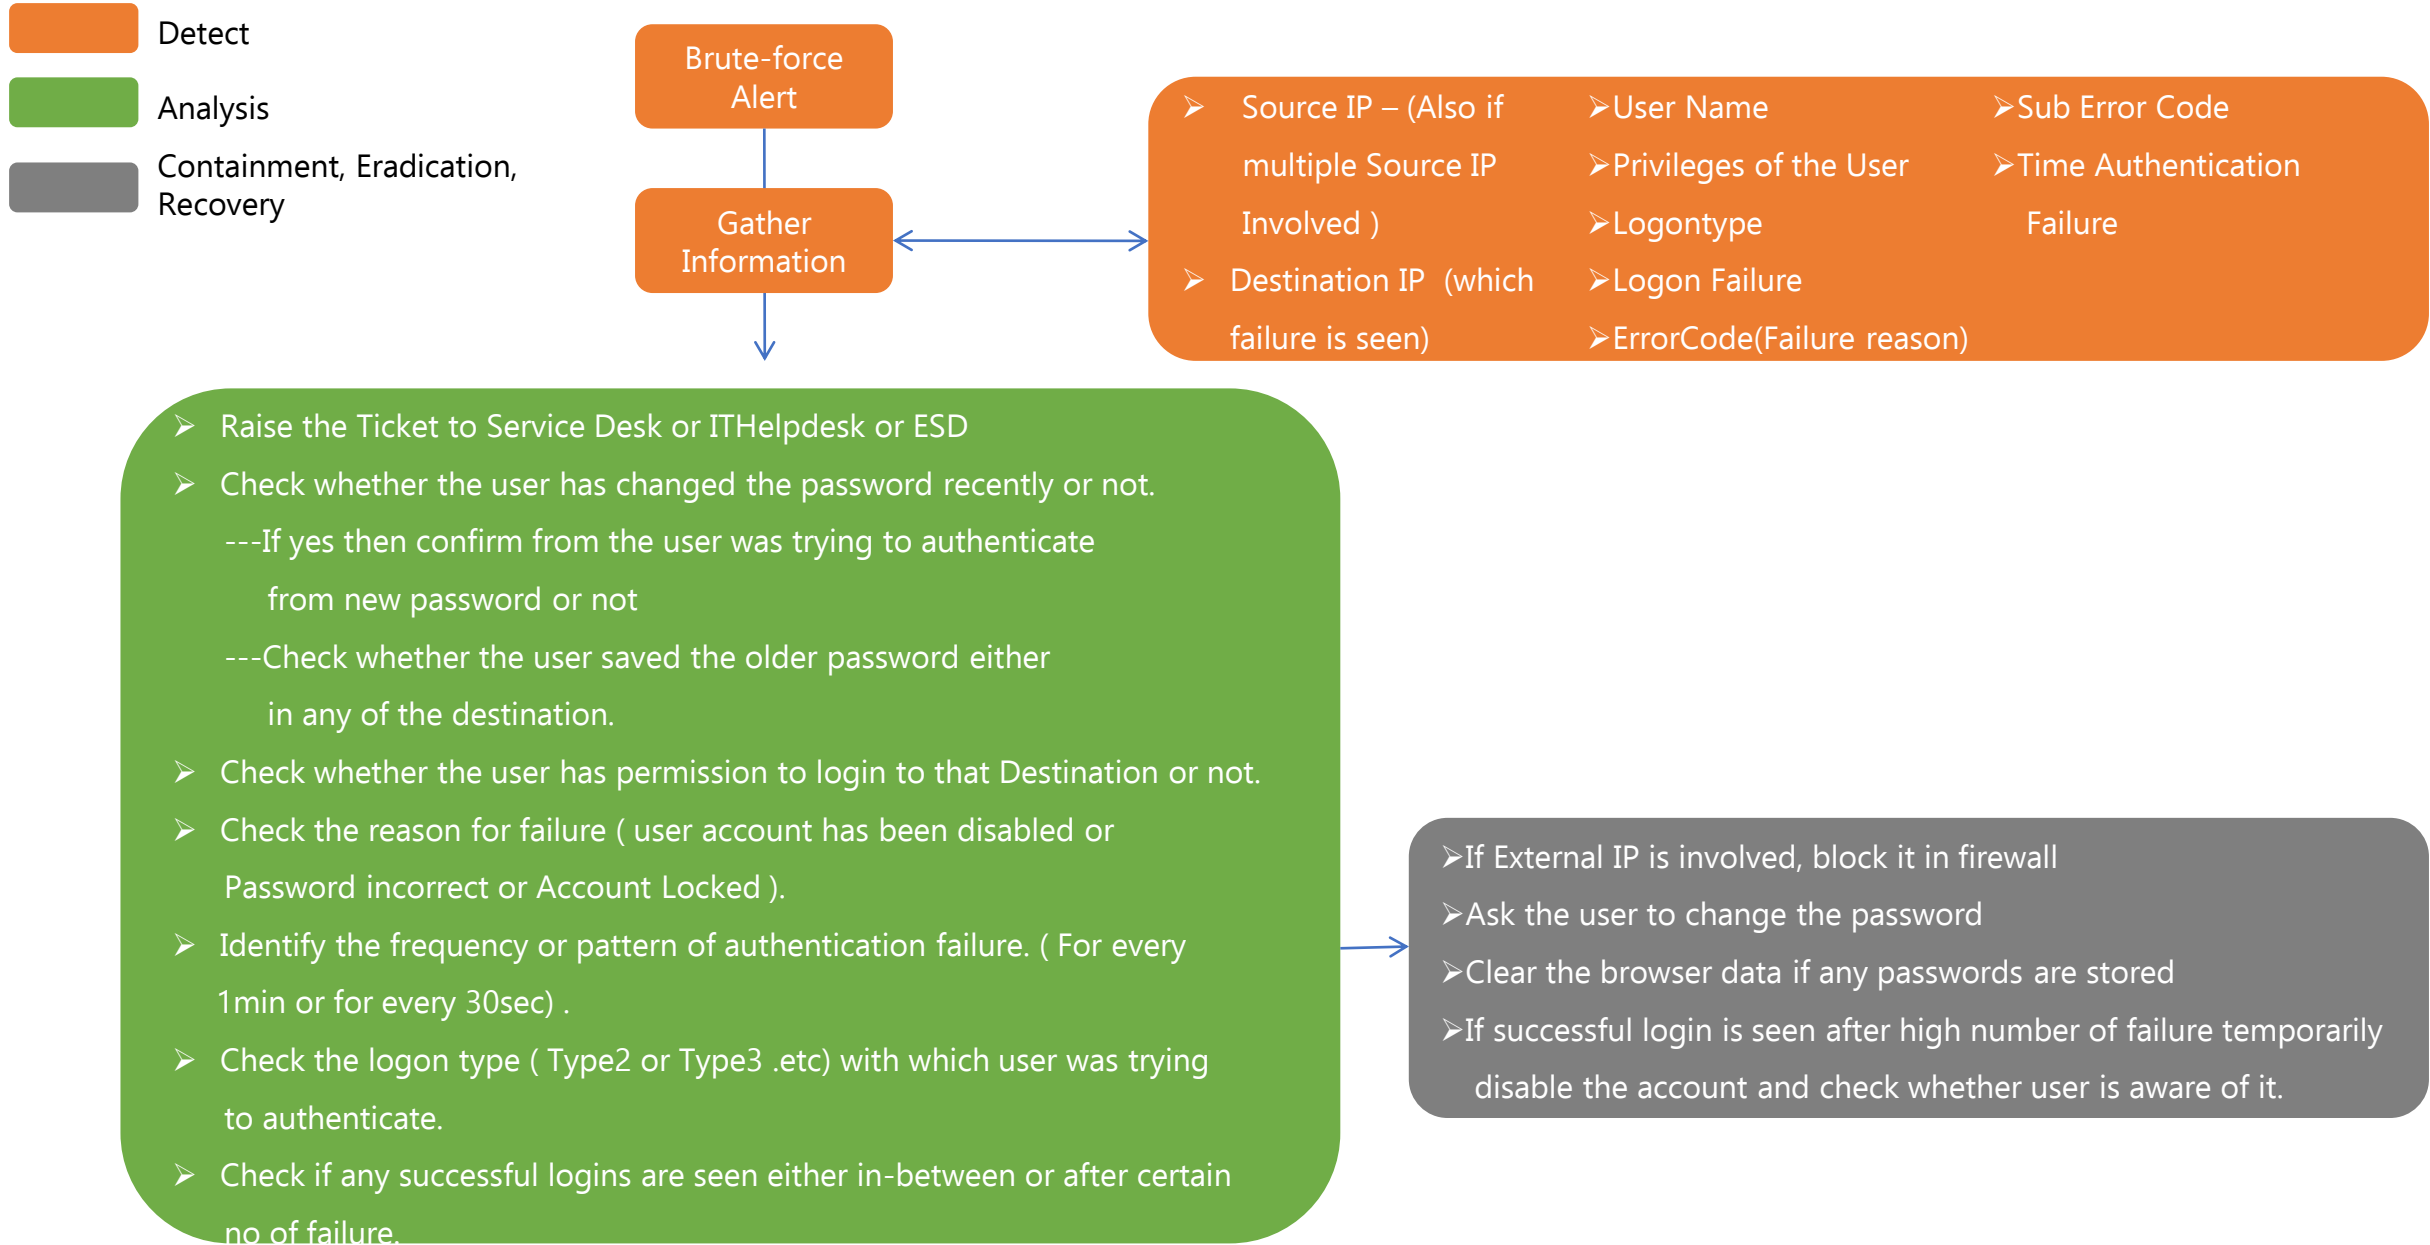 Detect
Analysis
Containment, Eradication,
Recovery
Brute-force
Alert
Gather
Information
➢ Source IP – (Also if
multiple Source IP
Involved )
➢ Destination IP (which
failure is seen)
➢User Name
➢Privileges of the User
➢Logontype
➢Logon Failure
➢ErrorCode(Failure reason)
➢Sub Error Code
➢Time Authentication
Failure
➢ Raise the Ticket to Service Desk or ITHelpdesk or ESD
➢ Check whether the user has changed the password recently or not.
---If yes then confirm from the user was trying to authenticate
from new password or not
---Check whether the user saved the older password either
in any of the destination.
➢ Check whether the user has permission to login to that Destination or not.
➢ Check the reason for failure ( user account has been disabled or
Password incorrect or Account Locked ).
➢ Identify the frequency or pattern of authentication failure. ( For every
1min or for every 30sec) .
➢ Check the logon type ( Type2 or Type3 .etc) with which user was trying
to authenticate.
➢ Check if any successful logins are seen either in-between or after certain
no of failure.
➢If External IP is involved, block it in firewall
➢Ask the user to change the password
➢Clear the browser data if any passwords are stored
➢If successful login is seen after high number of failure temporarily
disable the account and check whether user is aware of it.